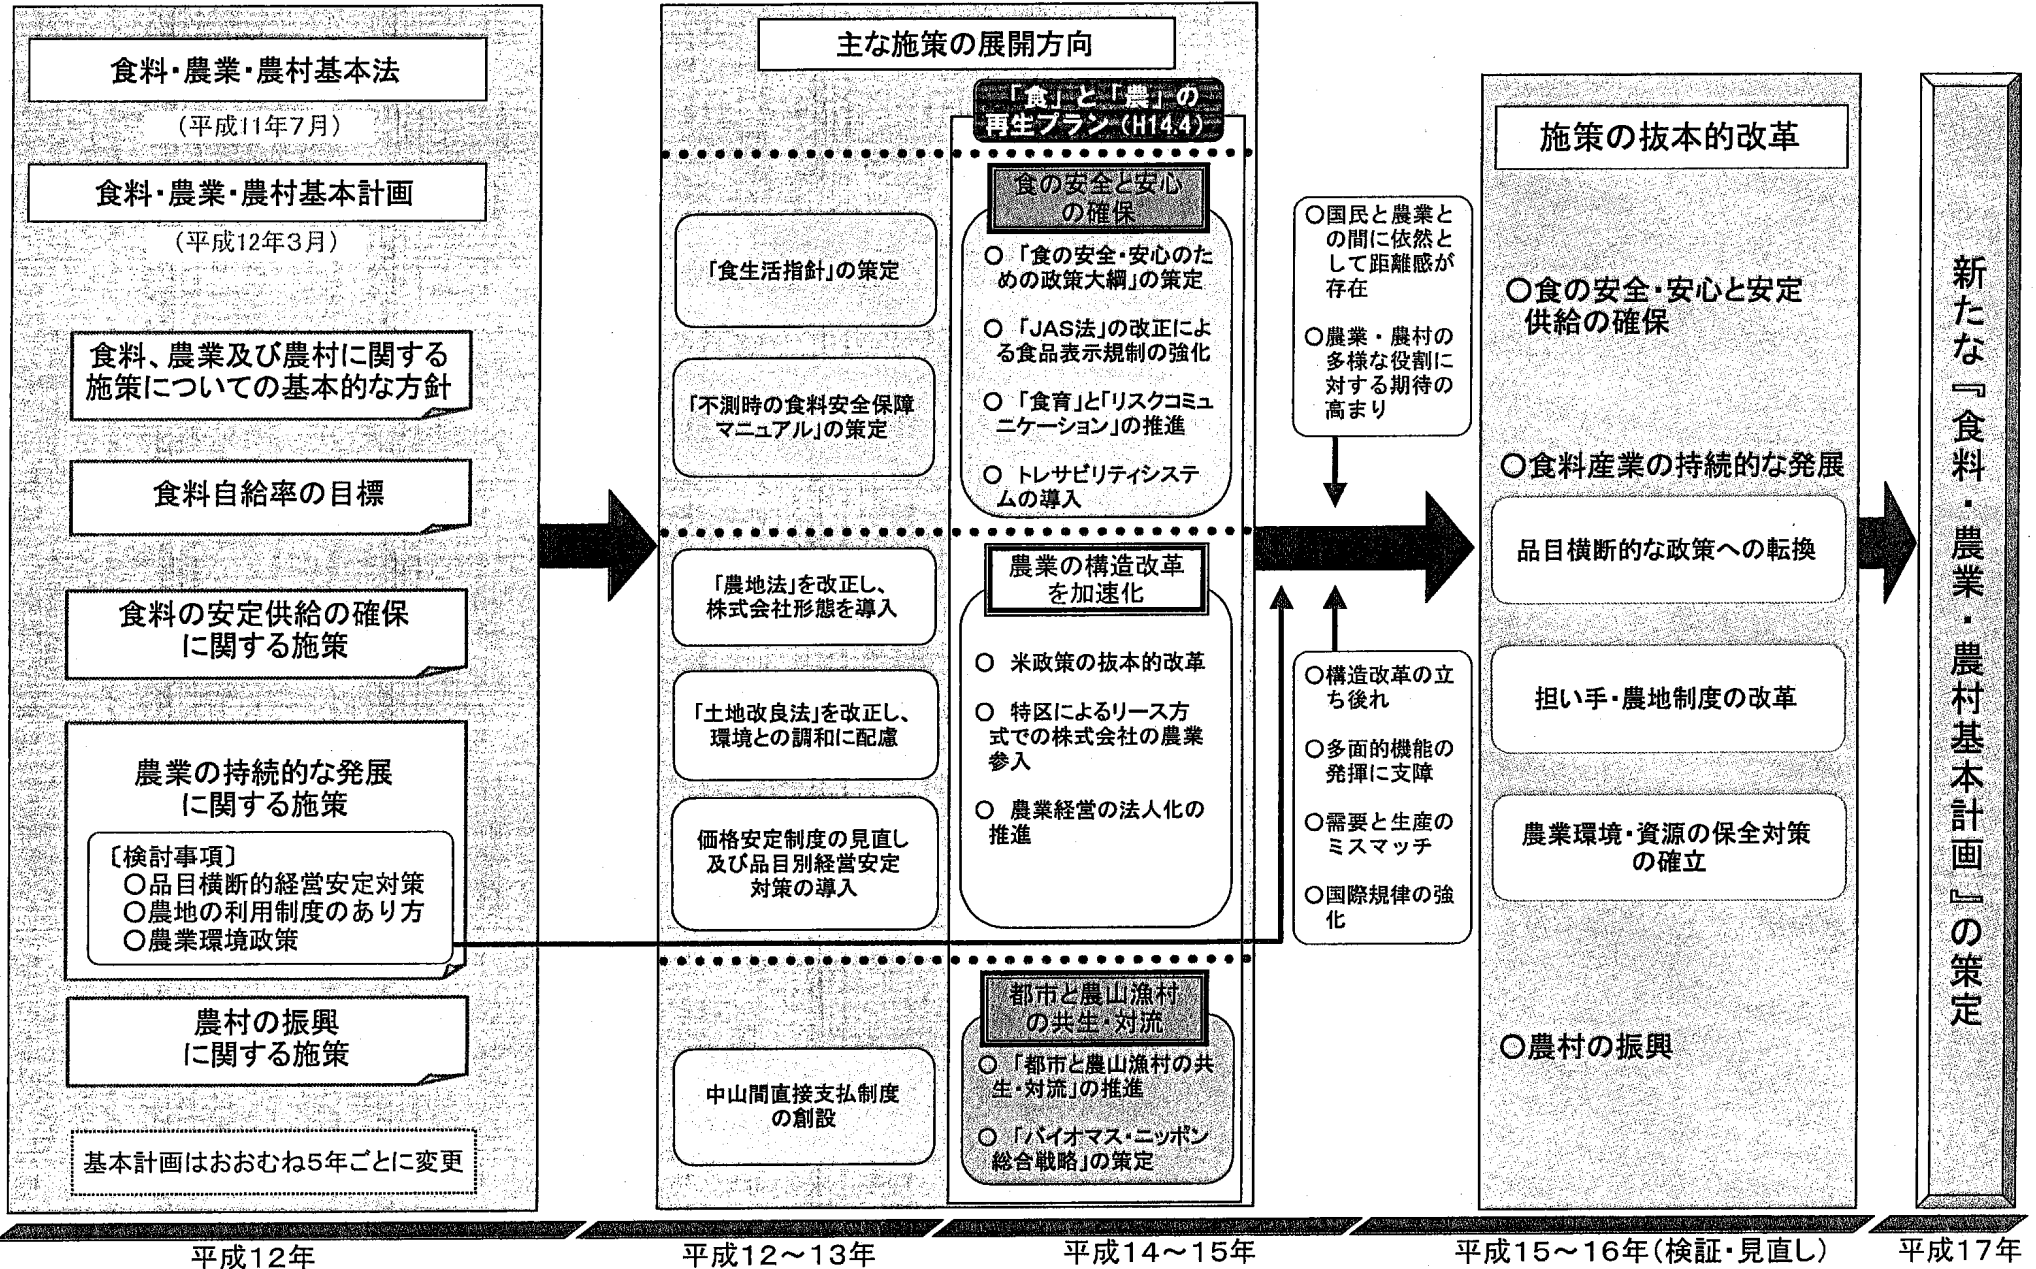 食料・農業・農村基本法
(平成11年7月)
食料・農業・農村基本計画
(平成12年3月)
食料、農業及び農村に関する
施策についての基本的な方針
食料自給率の目標
食料の安定供給の確保
に関する施策
農業の持続的な発展
に関する施策
〔検討事項〕
○品目横断的経営安定対策
○農地の利用制度のあり方
○農業環境政策
農村の振興
に関する施策
基本計画はおおむね5年ごとに変更
主な施策の展開方向
「食生活指針」の策定
「不測時の食料安全保障
マニュアル」の策定
「農地法」を改正し、
株式会社形態を導入
「土地改良法」を改正し、
環境との調和に配慮
価格安定制度の見直し
及び品目別経営安定
対策の導入
中山間直接支払制度
の創設
「食」と「農」の
再生プラン(H14.4)
食の安全と安心
の確保
○ 「食の安全・安心のた
めの政策大綱」の策定
○ 「JAS法」の改正によ
る食品表示規制の強化
○ 「食育」と「リスクコミュ
ニケーション」の推進
○ トレサビリティシステ
ムの導入
農業の構造改革
を加速化
○ 米政策の抜本的改革
○ 特区によるリース方
式での株式会社の農業
参入
○ 農業経営の法人化の
推進
都市と農山漁村
の共生・対流
○ 「都市と農山漁村の共
生・対流」の推進
○ 「バイオマス・ニッポン
総合戦略」の策定
○国民と農業と
の間に依然と
して距離感が
存在
○農業・農村の
多様な役割に
対する期待の
高まり
○構造改革の立
ち後れ
○多面的機能の
発揮に支障
○需要と生産の
ミスマッチ
○国際規律の強
化
施策の抜本的改革
○食の安全・安心と安定
供給の確保
○食料産業の持続的な発展
品目横断的な政策への転換
担い手・農地制度の改革
農業環境・資源の保全対策
の確立
○農村の振興
新たな『食料・農業・農村基本計画』の策定
平成12年
平成12～13年
平成14～15年
平成15～16年(検証・見直し)
平成17年